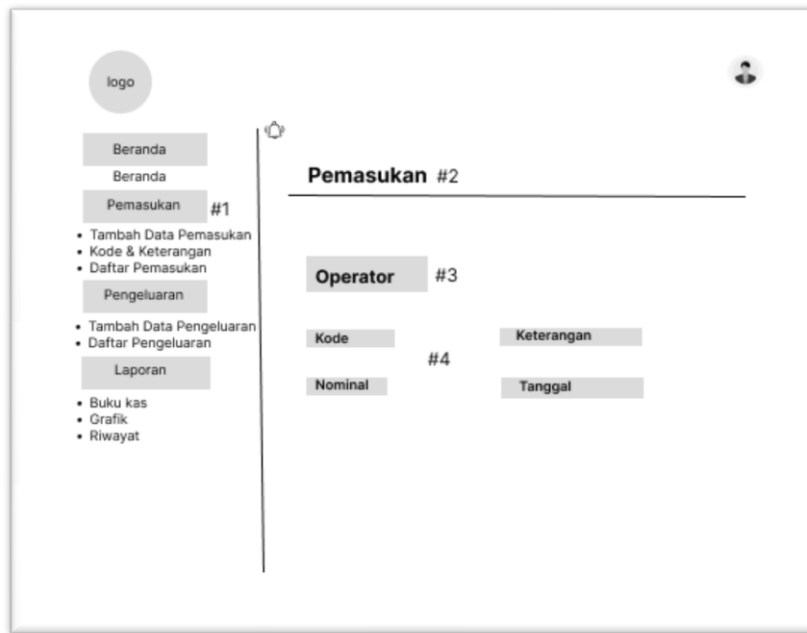 logo
Beranda
Beranda
Pemasukan #1
• Tambah Data Pemasukan
• Kode & Keterangan
• Daftar Pemasukan
Pengeluaran
• Tambah Data Pengeluaran
• Daftar Pengeluaran
Laporan
• Buku kas
• Grafik
• Riwayat
Pemasukan #2
Operator #3
Kode
Keterangan
#4
Nominal
Tanggal